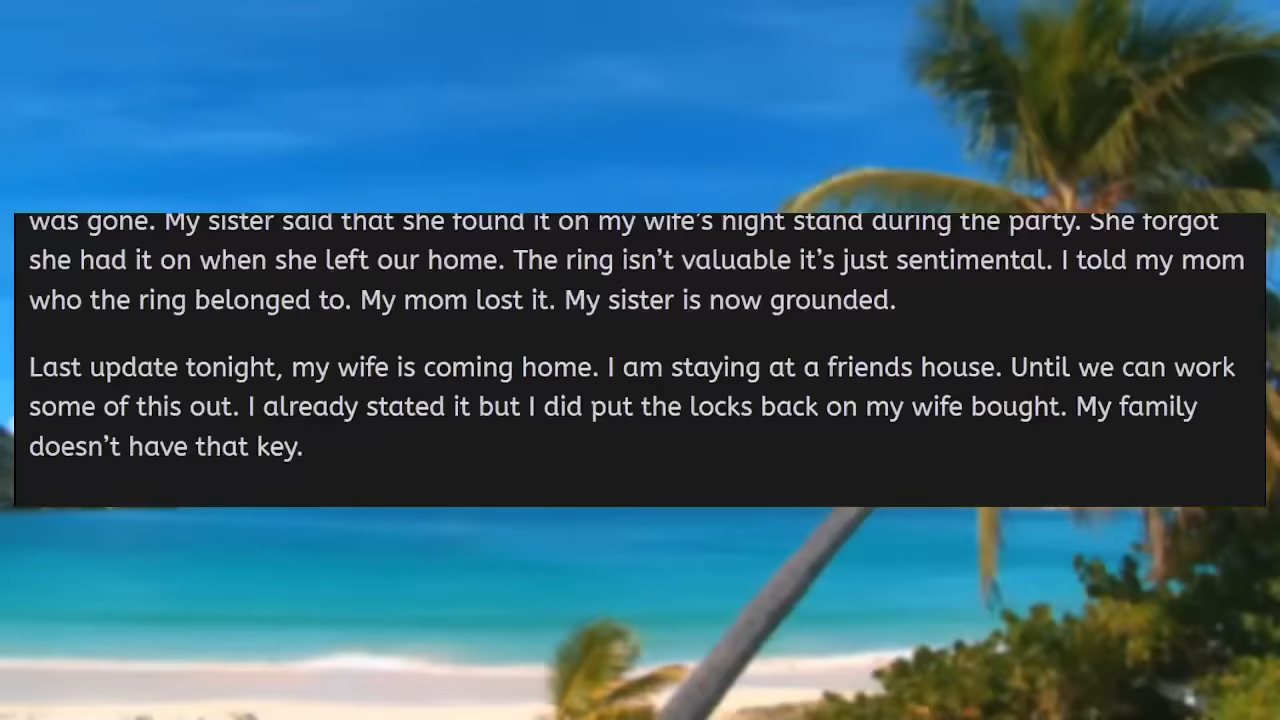 was gone. My sister said that she found it on my wife’s night stand during the party. She forgot
she had it on when she left our home. The ring isn’t valuable it’s just sentimental. I told my mom
who the ring belonged to. My mom lost it. My sister is now grounded.
Last update tonight, my wife is coming home. I am staying at a friends house. Until we can work
some of this out. I already stated it but I did put the locks back on my wife bought. My family
doesn’t have that key.